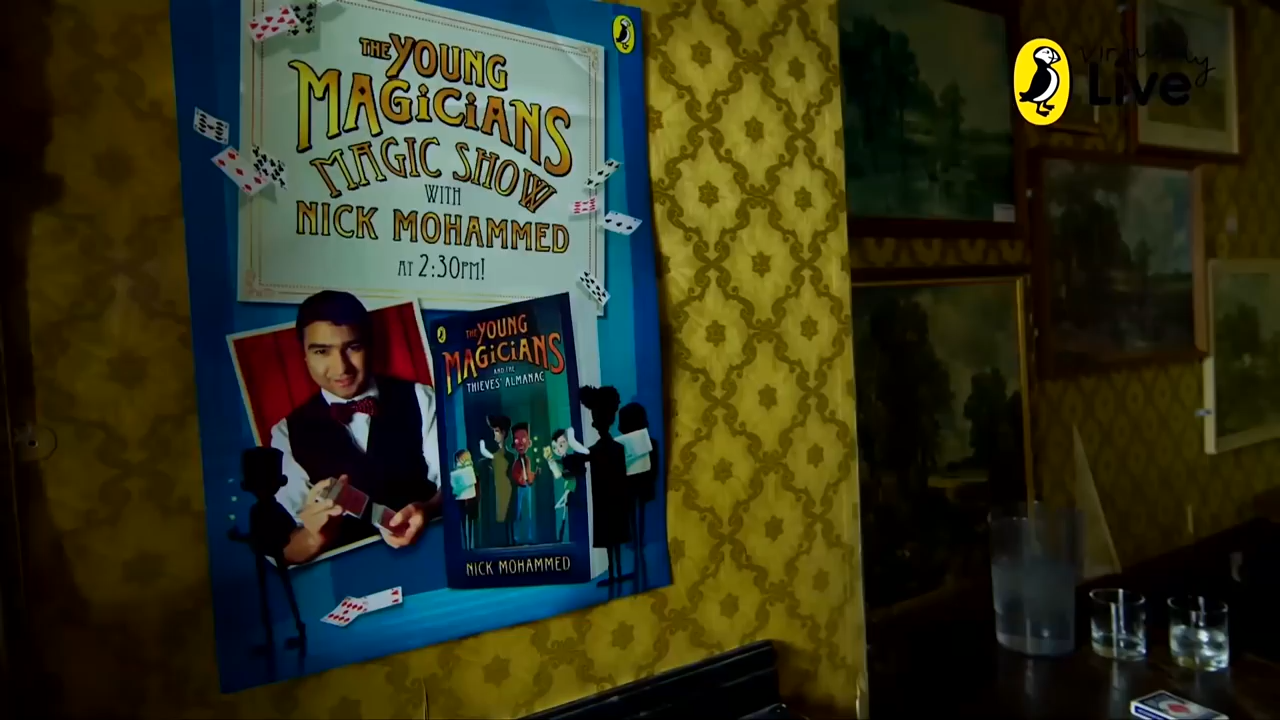 THE YOUNG
MAGiCiANS
MAGIC SHOW
WITH
NICK MOHAMMED
AT 2:30PM!
THE YOUNG
MAGiCiANS
AND THE
THIEVES' ALMANAC
NICK MOHAMMED
Virtually
Live